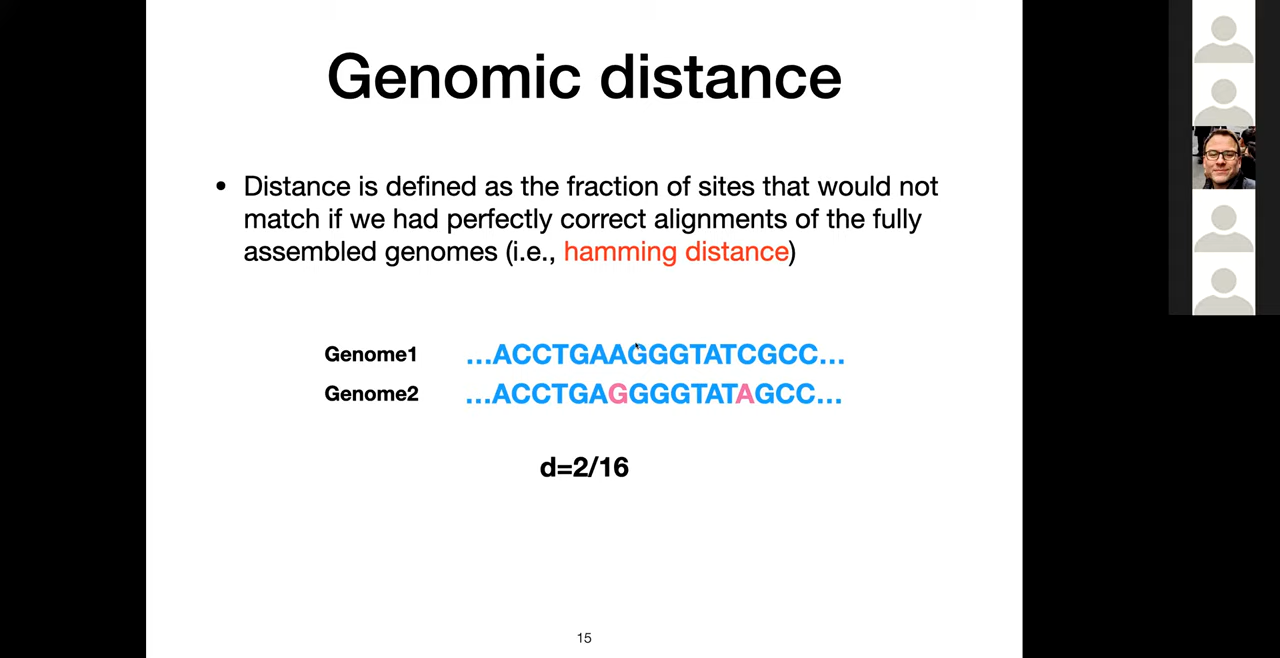 Genomic distance
• Distance is defined as the fraction of sites that would not
match if we had perfectly correct alignments of the fully
assembled genomes (i.e., hamming distance)
Genome1 ...ACCTGAAGGGTATCGCC...
Genome2 ...ACCTGAGGGGTATAGCC...
d=2/16
15